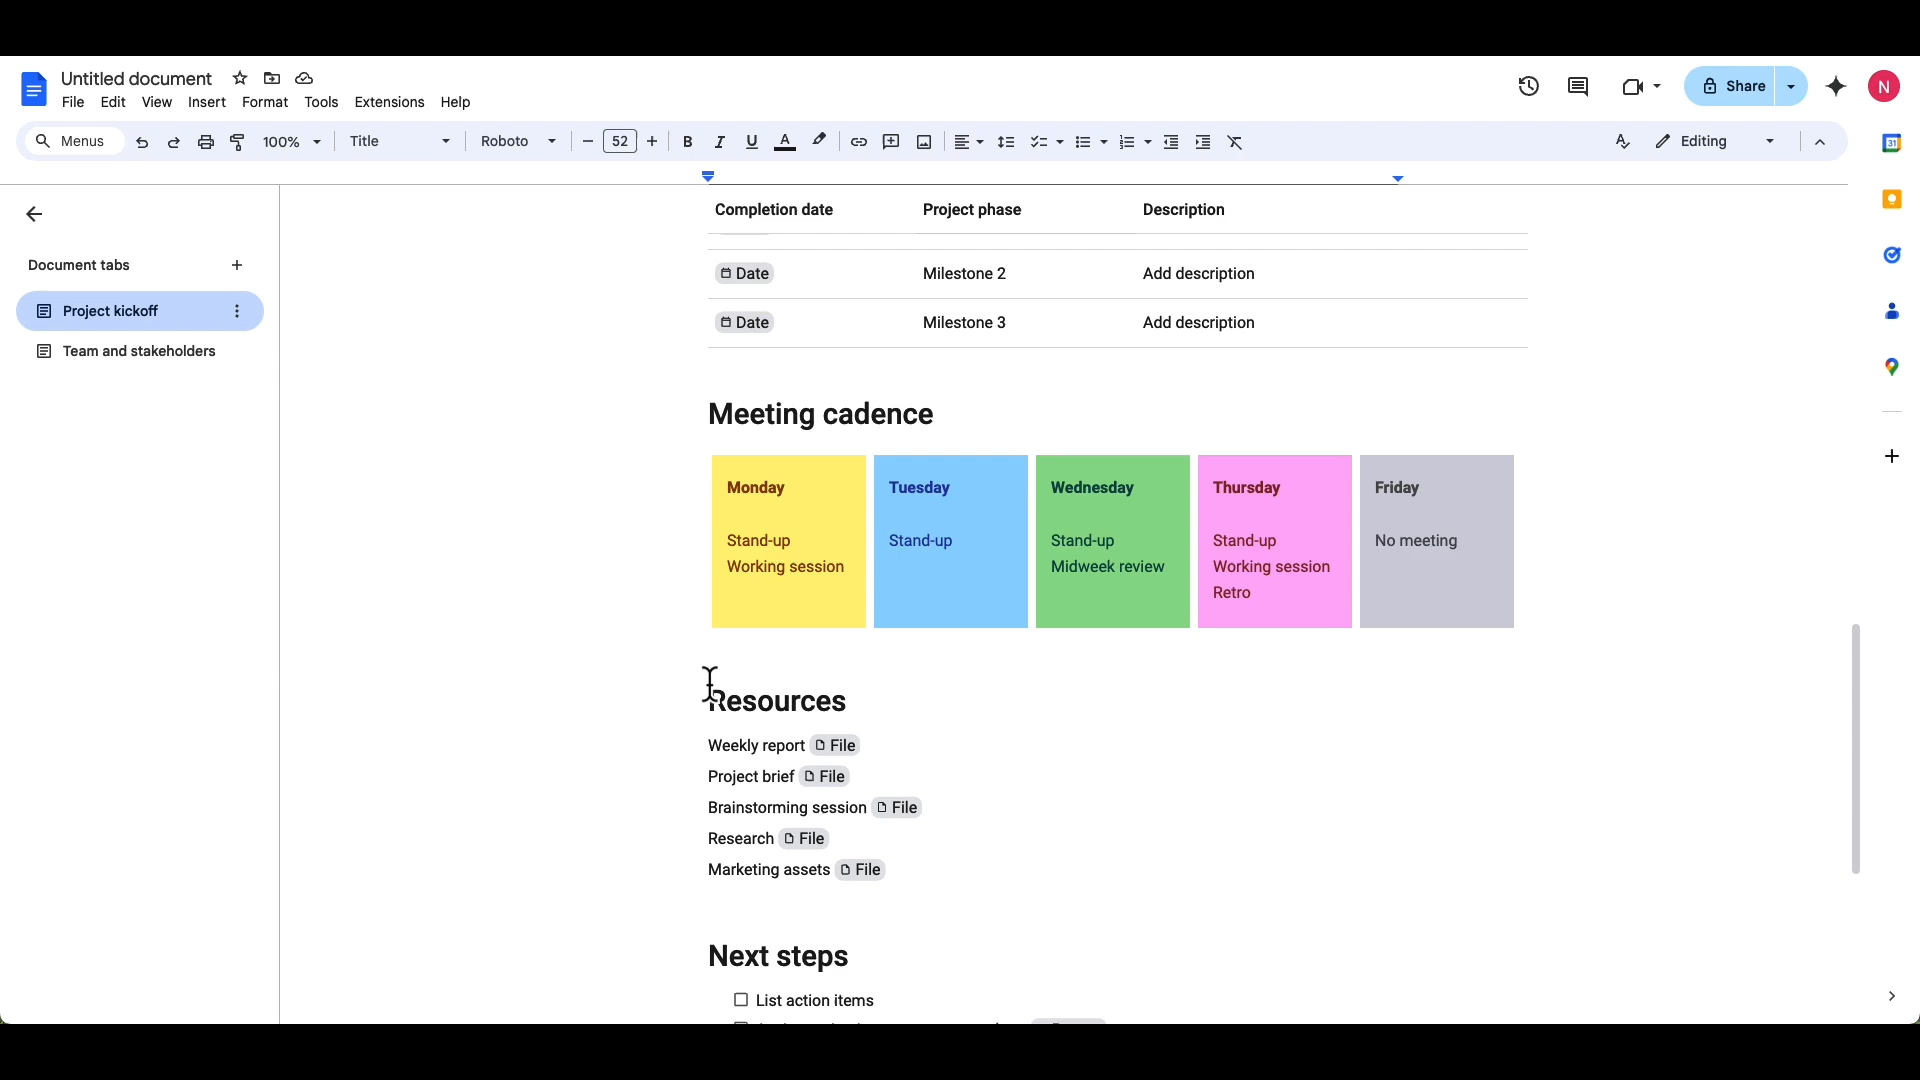 Untitled document
File Edit View Insert Format Tools Extensions Help
Share
N
Menus 100% Title Roboto 52 B I U A Editing
31
Document tabs
Project kickoff
Team and stakeholders
Completion date Project phase Description
Date Milestone 2 Add description
Date Milestone 3 Add description
Meeting cadence
Monday
Stand-up
Working session
Tuesday
Stand-up
Wednesday
Stand-up
Midweek review
Thursday
Stand-up
Working session
Retro
Friday
No meeting
Resources
Weekly report File
Project brief File
Brainstorming session File
Research File
Marketing assets File
Next steps
List action items